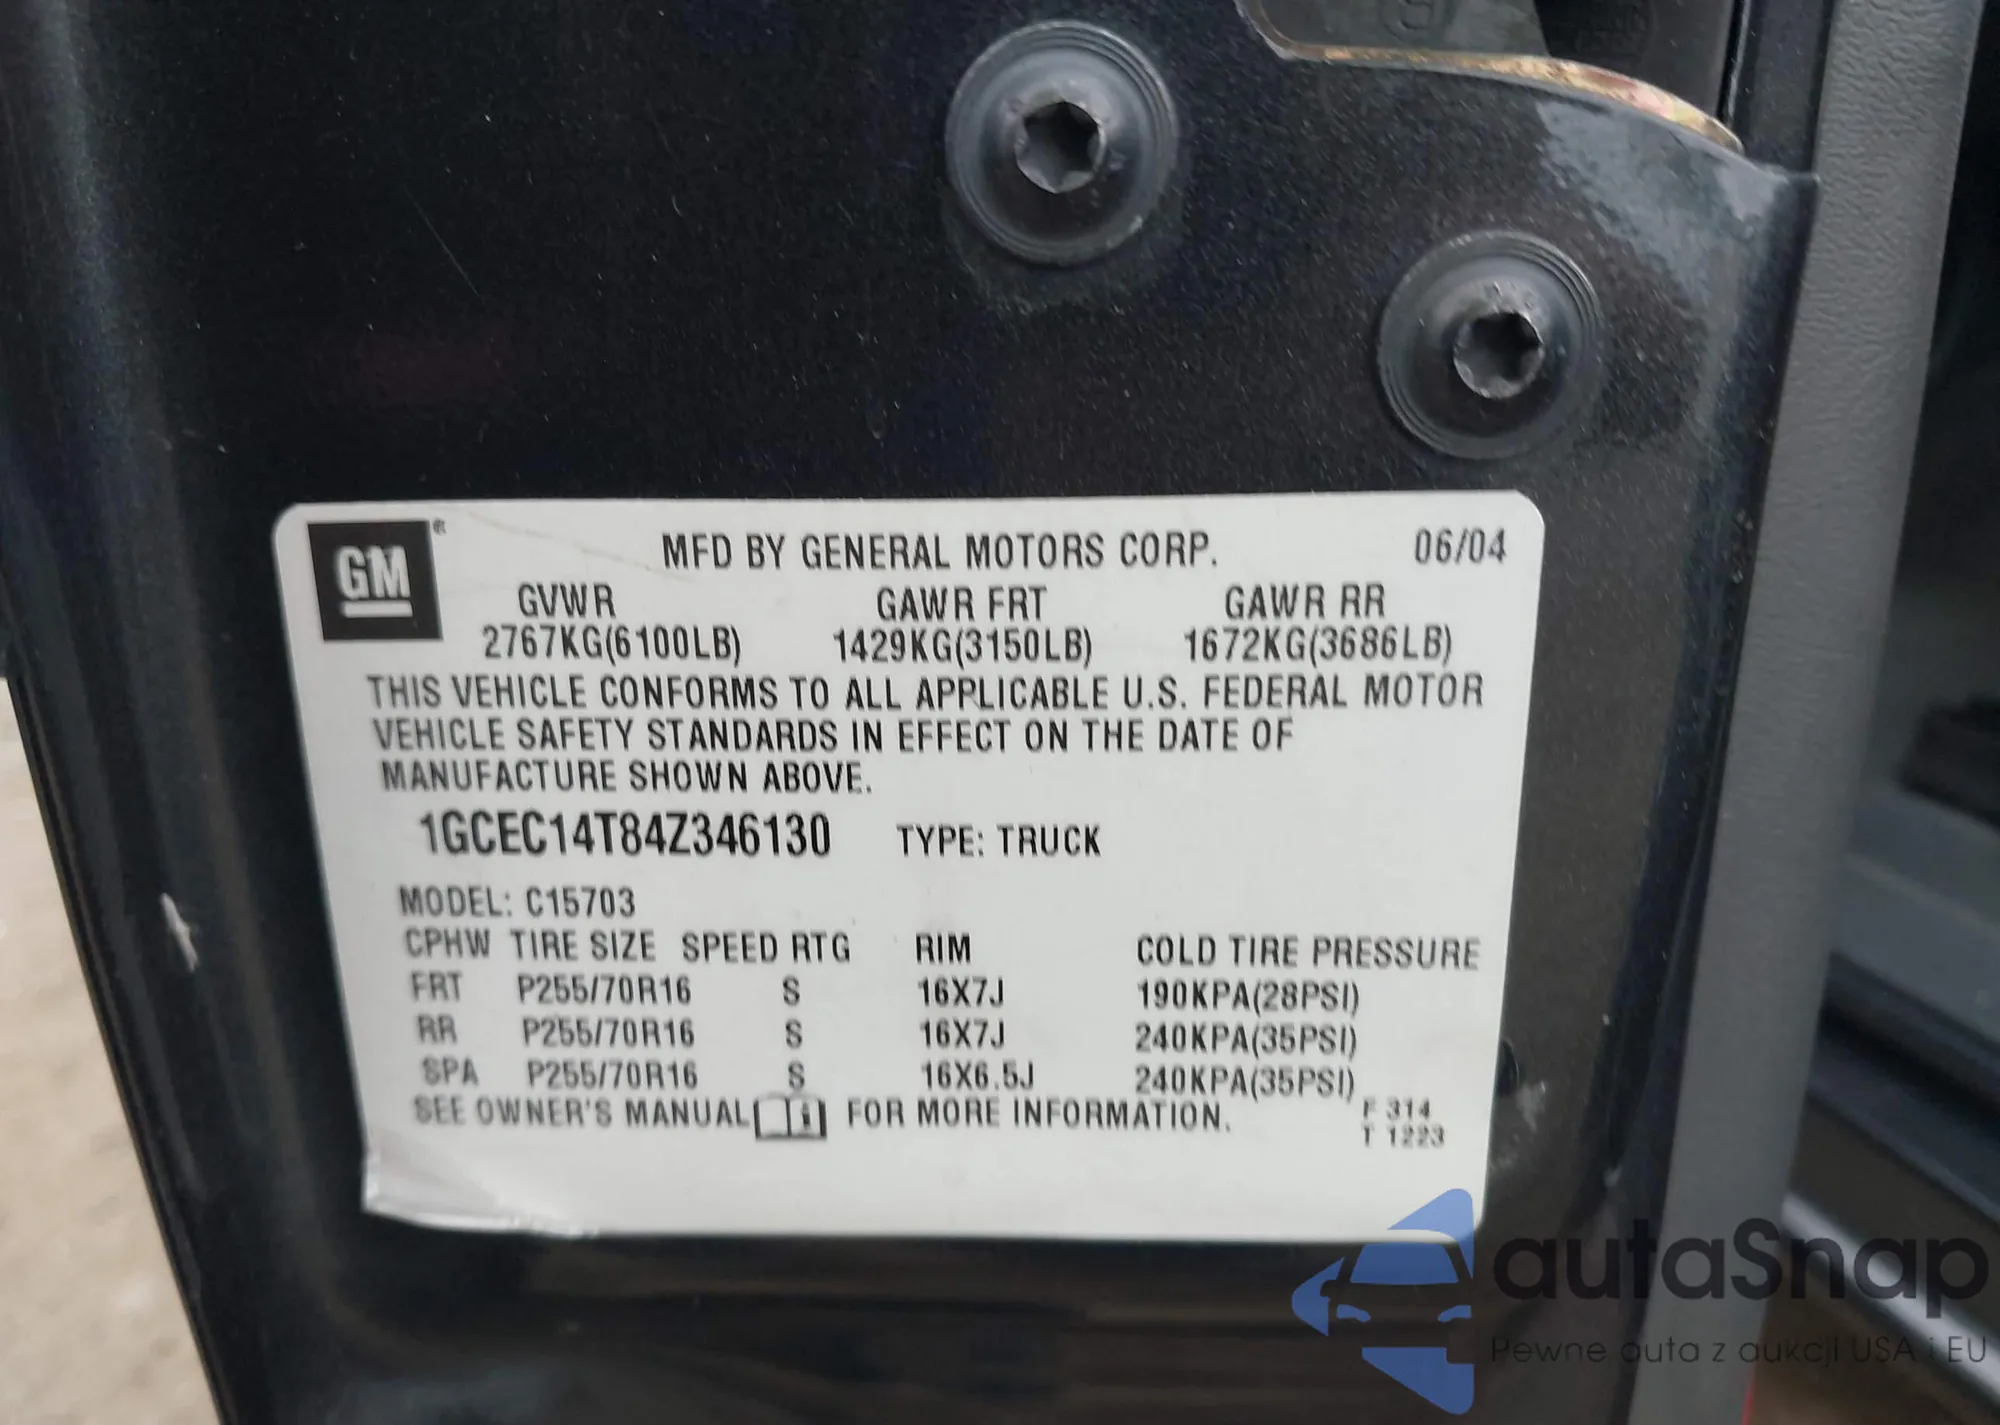 GM®
MFD BY GENERAL MOTORS CORP. 06/04
GVWR GAWR FRT GAWR RR
2767KG(6100LB) 1429KG(3150LB) 1672KG(3686LB)
THIS VEHICLE CONFORMS TO ALL APPLICABLE U.S. FEDERAL MOTOR
VEHICLE SAFETY STANDARDS IN EFFECT ON THE DATE OF
MANUFACTURE SHOWN ABOVE.
1GCEC14T84Z346130 TYPE: TRUCK
MODEL: C15703
CPHW TIRE SIZE SPEED RTG RIM COLD TIRE PRESSURE
FRT P255/70R16 S 16X7J 190KPA(28PSI)
RR P255/70R16 S 16X7J 240KPA(35PSI)
SPA P255/70R16 S 16X6.5J 240KPA(35PSI)
SEE OWNER'S MANUAL FOR MORE INFORMATION.
F 314
T 1223
autaSnap
Pewne auta z aukcji USA i EU